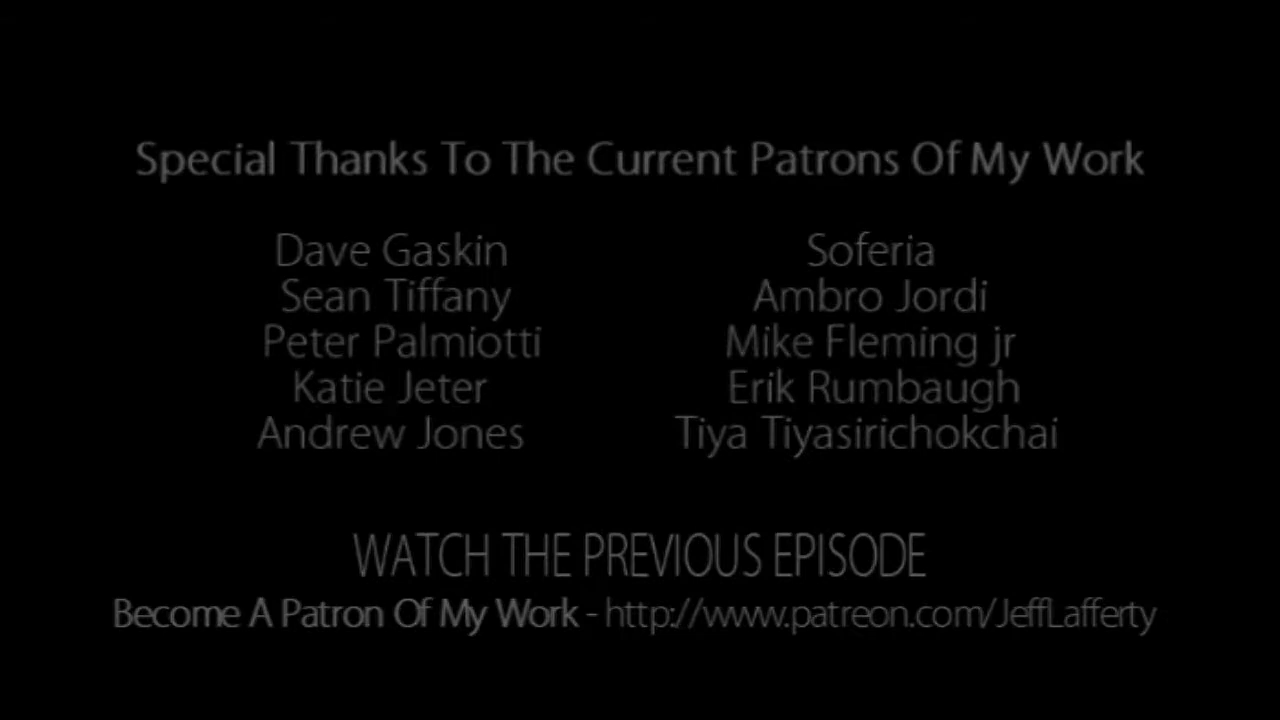 Special Thanks To The Current Patrons Of My Work
Dave Gaskin
Sean Tiffany
Peter Palmiotti
Katie Jeter
Andrew Jones
Soferia
Ambro Jordi
Mike Fleming jr
Erik Rumbaugh
Tiya Tiyasirichokchai
WATCH THE PREVIOUS EPISODE
Become A Patron Of My Work - http://www.patreon.com/JeffLafferty